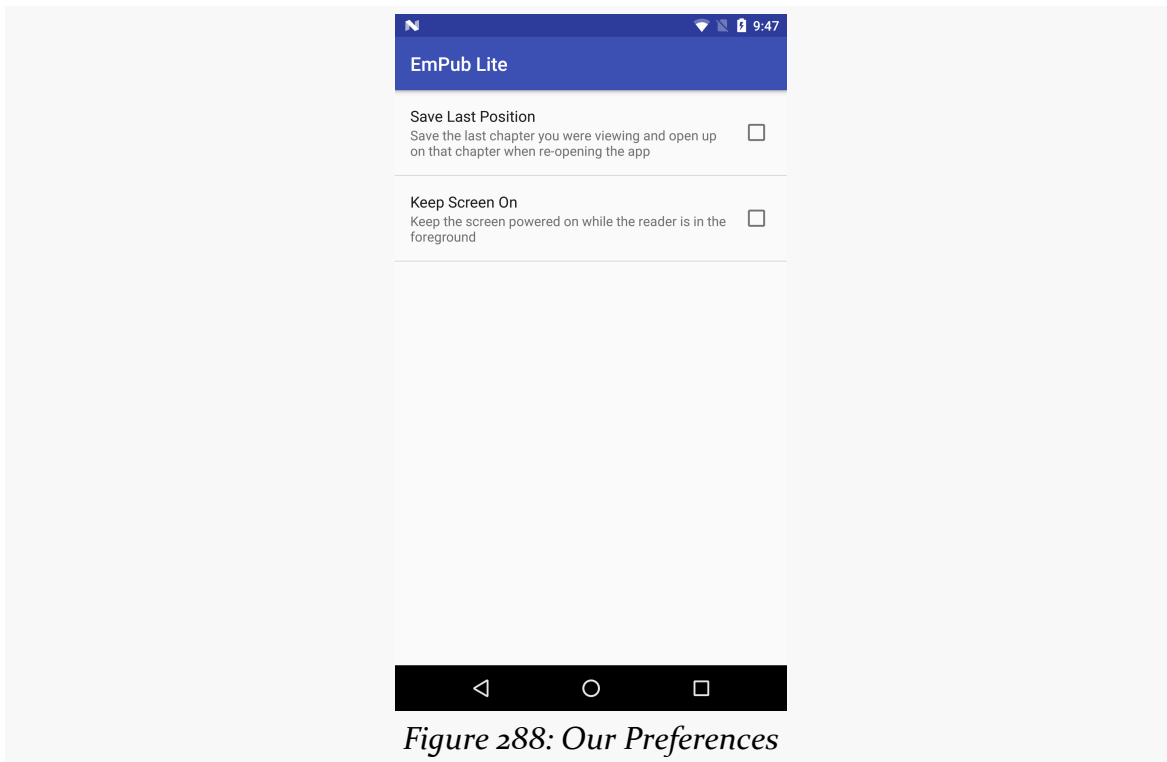 9:47
EmPub Lite
Save Last Position
Save the last chapter you were viewing and open up
on that chapter when re-opening the app
Keep Screen On
Keep the screen powered on while the reader is in the
foreground
Figure 288: Our Preferences